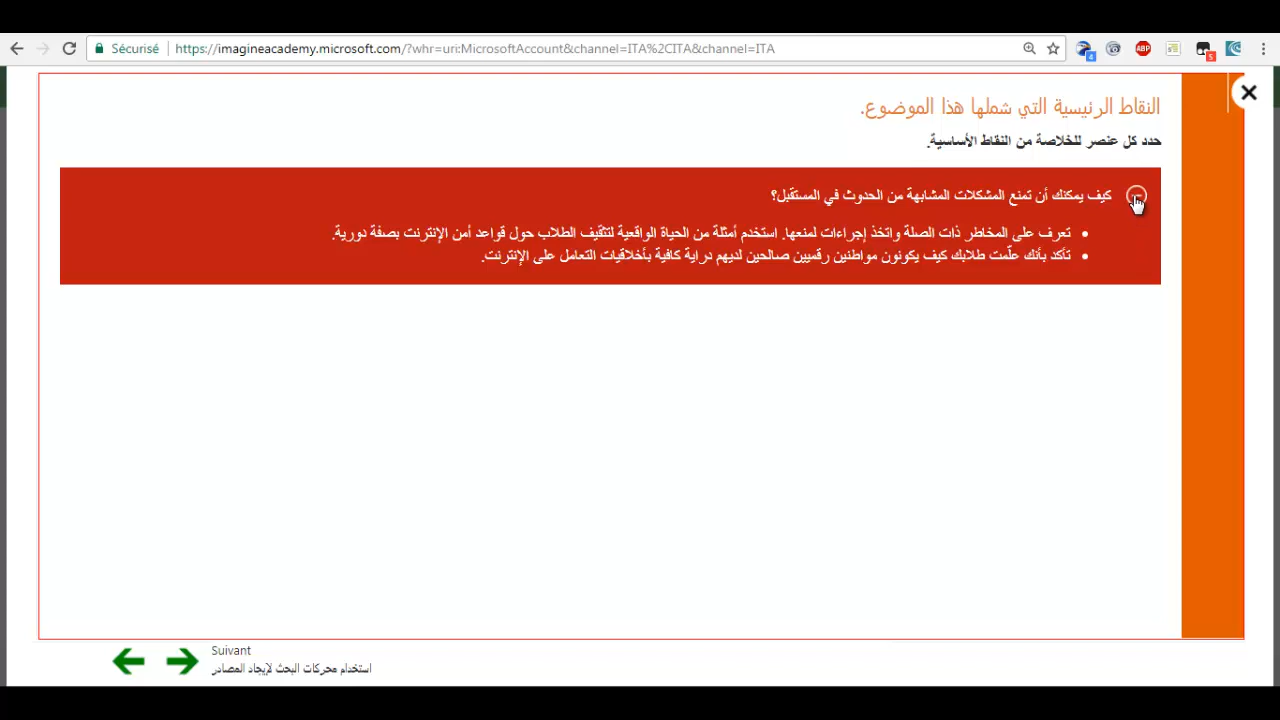 Sécurisé
https://imagineacademy.microsoft.com/?whr=uri:MicrosoftAccount&channel=ITA%2CITA&channel=ITA
4
ABP
5
النقاط الرئيسية التي شملها هذا الموضوع.
حدد كل عنصر للخلاصة من النقاط الأساسية.
كيف يمكنك أن تمنع المشكلات المشابهة من الحدوث في المستقبل؟
• تعرف على المخاطر ذات الصلة واتخذ إجراءات لمنعها. استخدم أمثلة من الحياة الواقعية لتثقيف الطلاب حول قواعد أمن الإنترنت بصفة دورية.
• تأكد بأنك علّمت طلابك كيف يكونون مواطنين رقميين صالحين لديهم دراية كافية بأخلاقيات التعامل على الإنترنت.
Suivant
استخدام محركات البحث لإيجاد المصادر